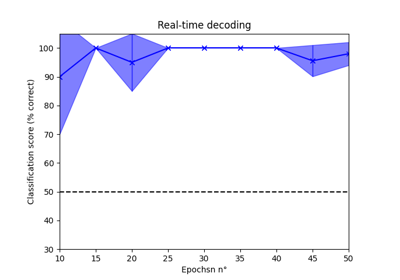 Real-time decoding
Classification score (% correct)
100
90
80
70
60
50
40
30
10 15 20 25 30 35 40 45 50
Epochsn n°